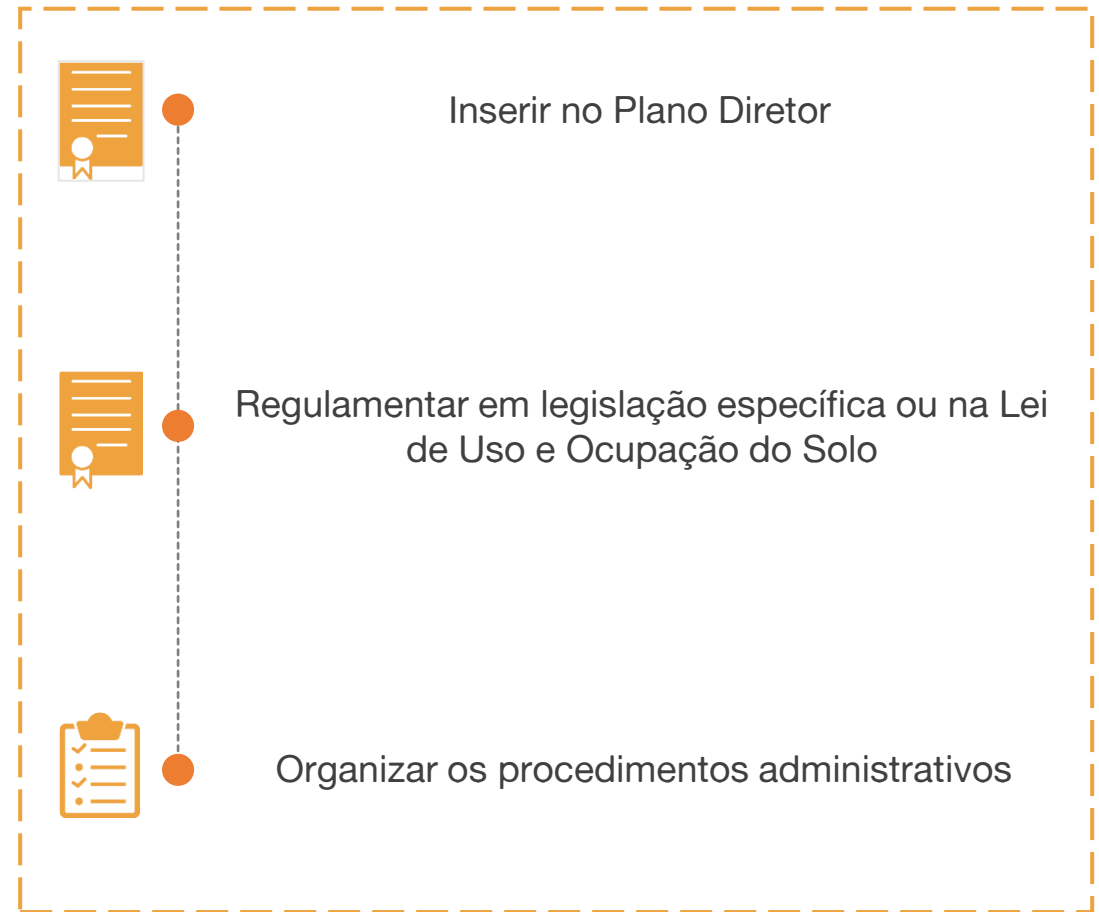 Inserir no Plano Diretor
Regulamentar em legislação específica ou na Lei
de Uso e Ocupação do Solo
Organizar os procedimentos administrativos